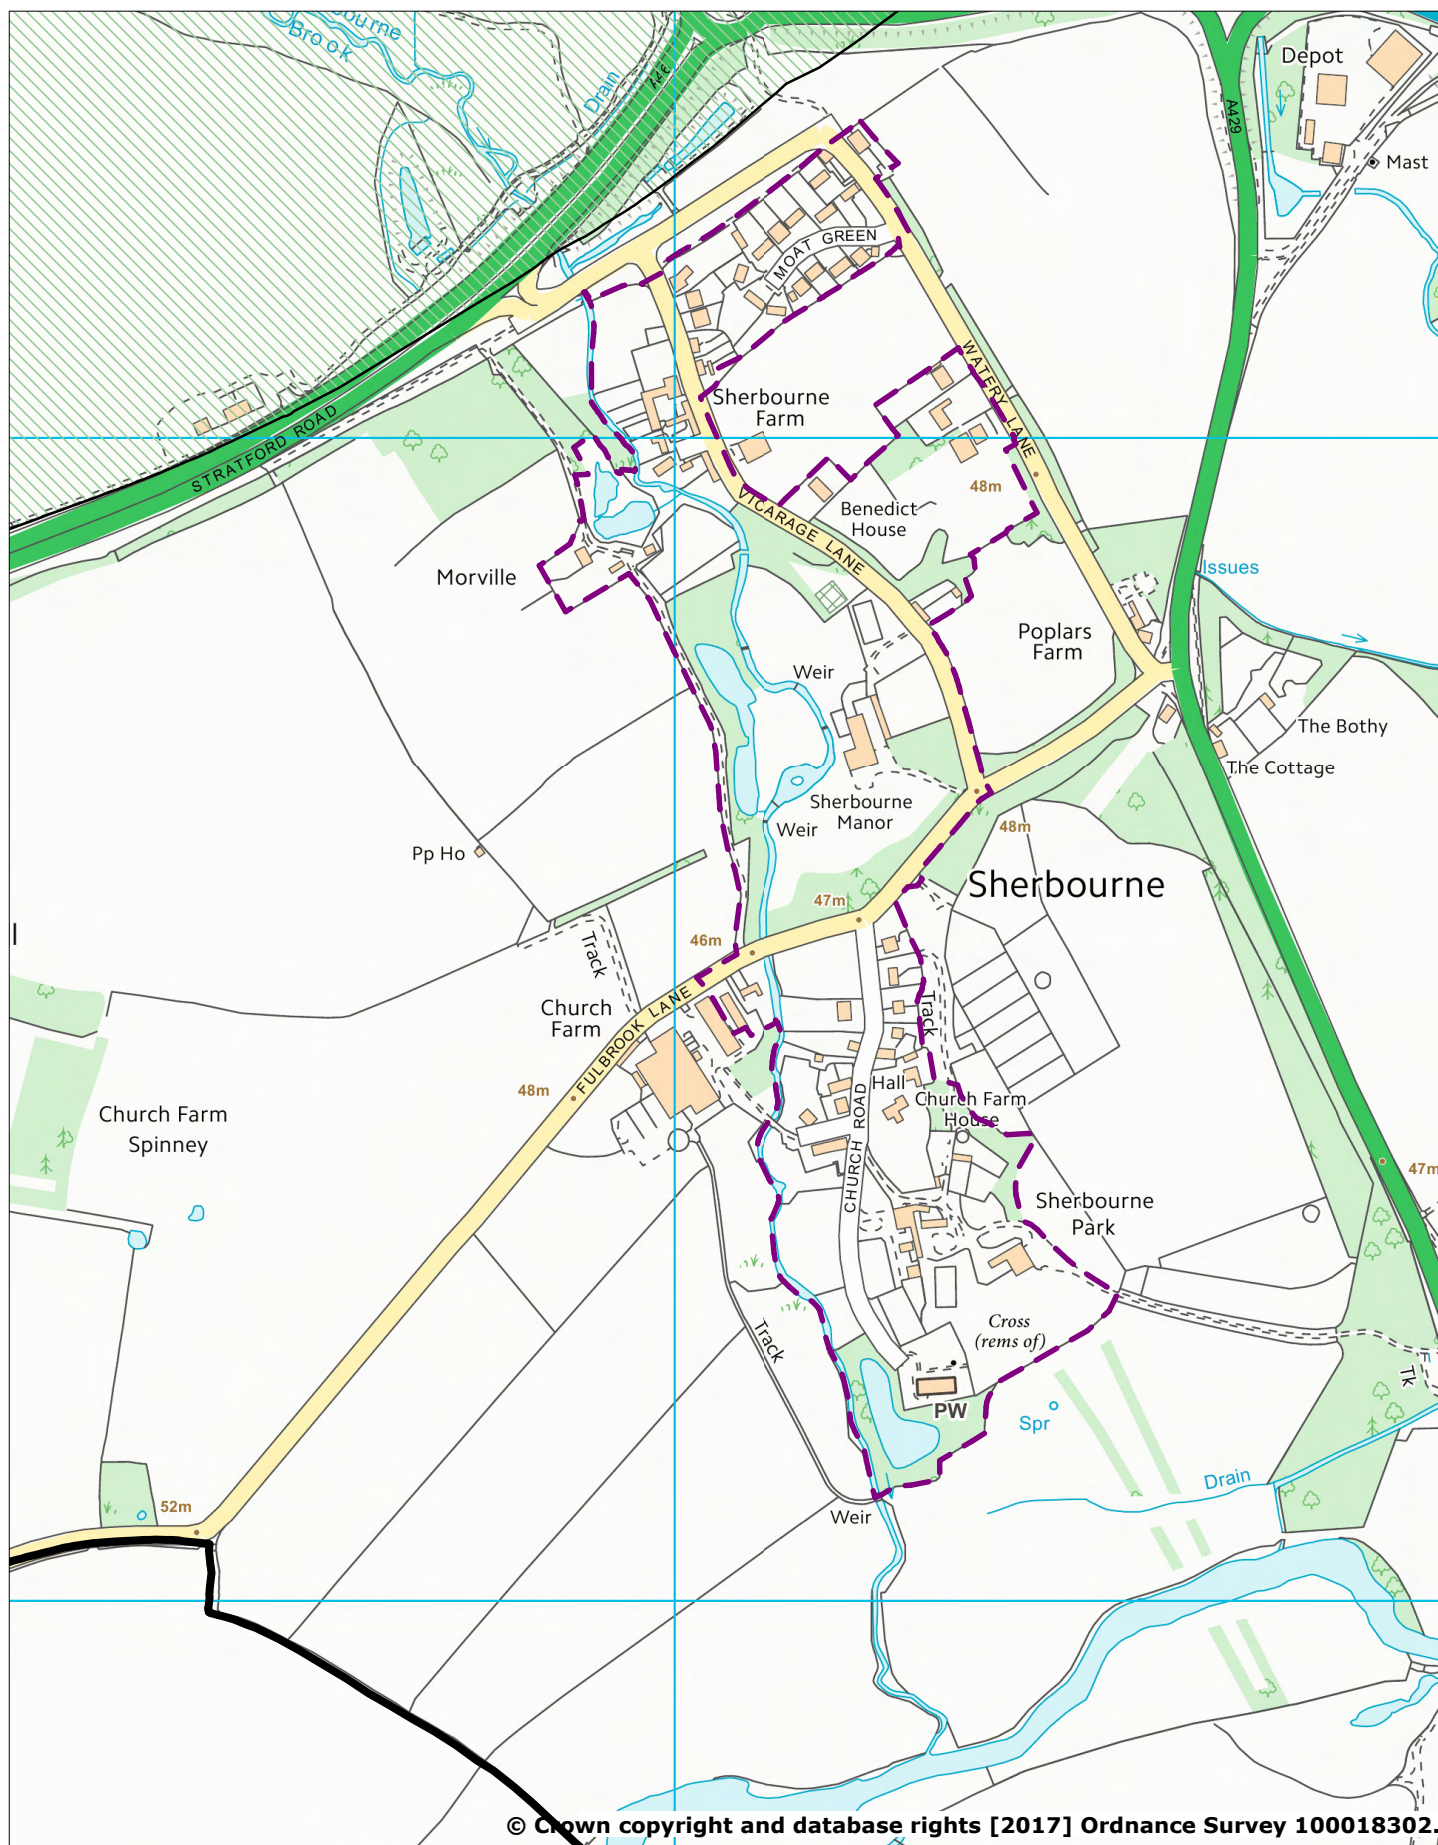 bourne
Brook
Drain
A46
Depot
A429
Mast
MOAT GREEN
WATERY LANE
STRATFORD ROAD
Sherbourne
Farm
48m
VICARAGE LANE
Benedict
House
Morville
Issues
Poplars
Farm
Weir
The Bothy
The Cottage
Sherbourne
Manor
Weir
48m
Pp Ho
Sherbourne
47m
46m
Track
Track
Church
Farm
FULBROOK LANE
48m
Hall
Church Farm
House
CHURCH ROAD
Church Farm
Spinney
47m
Sherbourne
Park
Cross
(rems of)
Track
Tk
PW
Spr
Drain
52m
Weir
© Crown copyright and database rights [2017] Ordnance Survey 100018302.